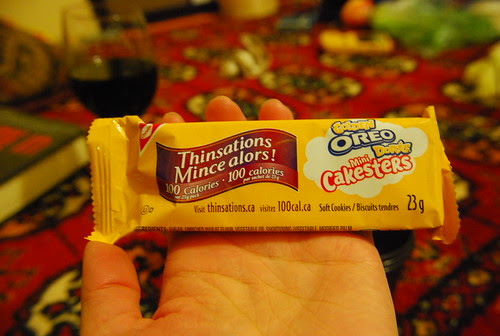 Thinsations
Mince alors!
100 Calories · 100 calories
Visit thinsations.ca visitez 100cal.ca
Golden
OREO
Dorés
Mini
Cakesters
Soft Cookies / Biscuits tendres 23 g